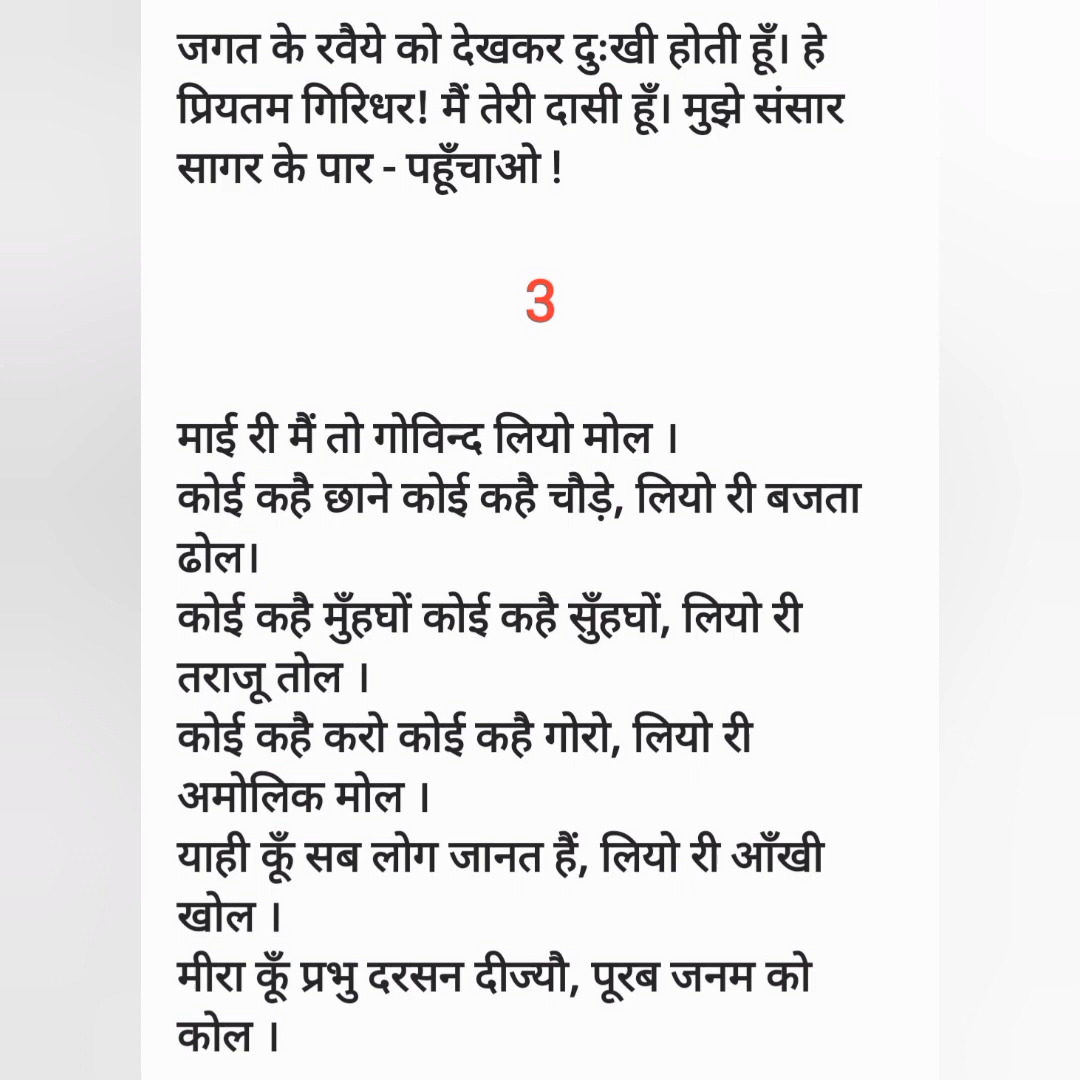 जगत के रवैये को देखकर दुःखी होती हूँ। हे
प्रियतम गिरिधर! मैं तेरी दासी हूँ। मुझे संसार
सागर के पार - पहूँचाओ !
3
माई री मैं तो गोविन्द लियो मोल ।
कोई कहै छाने कोई कहै चौड़े, लियो री बजता
ढोल।
कोई कहै मुँहघों कोई कहै सुँहघों, लियो री
तराजू तोल ।
कोई कहै करो कोई कहै गोरो, लियो री
अमोलिक मोल ।
याही कूँ सब लोग जानत हैं, लियो री आँखी
खोल ।
मीरा कूँ प्रभु दरसन दीज्यौ, पूरब जनम को
कोल ।